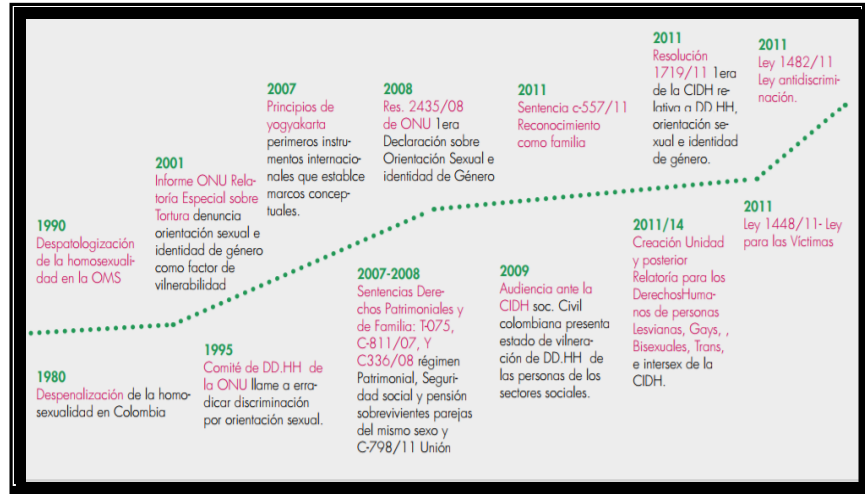 1990
Despatologización
de la homosexuali-
dad en la OMS
2001
Informe ONU Rela-
toría Especial sobre
Tortura denuncia
orientación sexual e
identidad de género
como factor de
vilnerabilidad
2007
Principios de
yogyakarta
perimeros instru-
mentos internacio-
nales que establce
marcos concep-
tuales.
2008
Res. 2435/08
de ONU 1era
Declaración sobre
Orientación Sexual e
identidad de Género
2011
Sentencia c-557/11
Reconocimiento
como familia
2011
Resolución
1719/11 1era
de la CIDH re-
lativa a DD.HH,
orientación se-
xual e identidad
de género.
2011
Ley 1482/11
Ley antidiscrimi-
nación.
1980
Despenalización de la homo-
sexualidad en Colombia
1995
Comité de DD.HH de
la ONU llame a erra-
dicar discriminación
por orientación sexual.
2007-2008
Sentencias Dere-
chos Patrimoniales y
de Familia: T-075,
C-811/07, Y
C336/08 régimen
Patrimonial, Seguri-
dad social y pensión
sobrevivientes parejas
del mismo sexo y
C-798/11 Unión
2009
Audiencia ante la
CIDH soc. Civil
colombiana presenta
estado de vilnera-
ción de DD.HH de
las personas de los
sectores sociales.
2011/14
Creación Unidad
y posterior
Relatoría para los
DerechosHuma-
nos de personas
Lesvianas, Gays, ,
Bisexuales, Trans,
e intersex de la
CIDH.
2011
Ley 1448/11- Ley
para las Víctimas